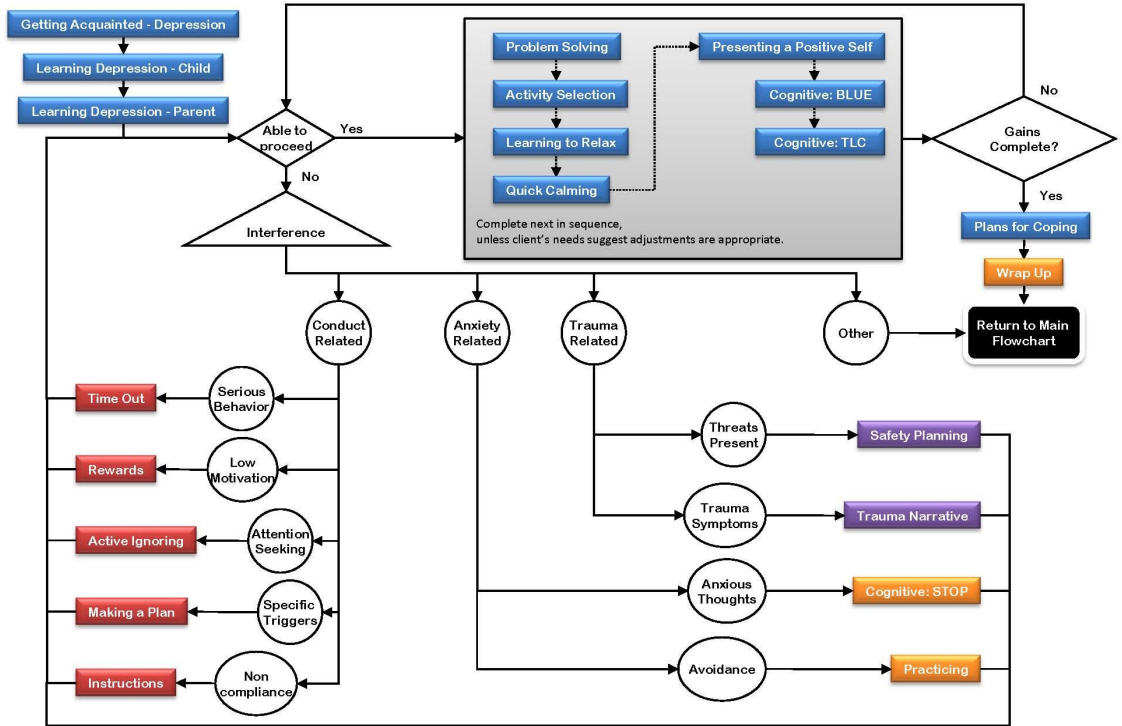 Getting Acquainted - Depression
Learning Depression - Child
Learning Depression - Parent
Able to
proceed
Yes
No
Interference
Problem Solving
Activity Selection
Learning to Relax
Quick Calming
Presenting a Positive Self
Cognitive: BLUE
Cognitive: TLC
Complete next in sequence,
unless client's needs suggest adjustments are appropriate.
No
Gains
Complete?
Yes
Plans for Coping
Wrap Up
Return to Main
Flowchart
Conduct
Related
Anxiety
Related
Trauma
Related
Other
Time Out
Serious
Behavior
Rewards
Low
Motivation
Active Ignoring
Attention
Seeking
Making a Plan
Specific
Triggers
Instructions
Non
compliance
Threats
Present
Safety Planning
Trauma
Symptoms
Trauma Narrative
Anxious
Thoughts
Cognitive: STOP
Avoidance
Practicing